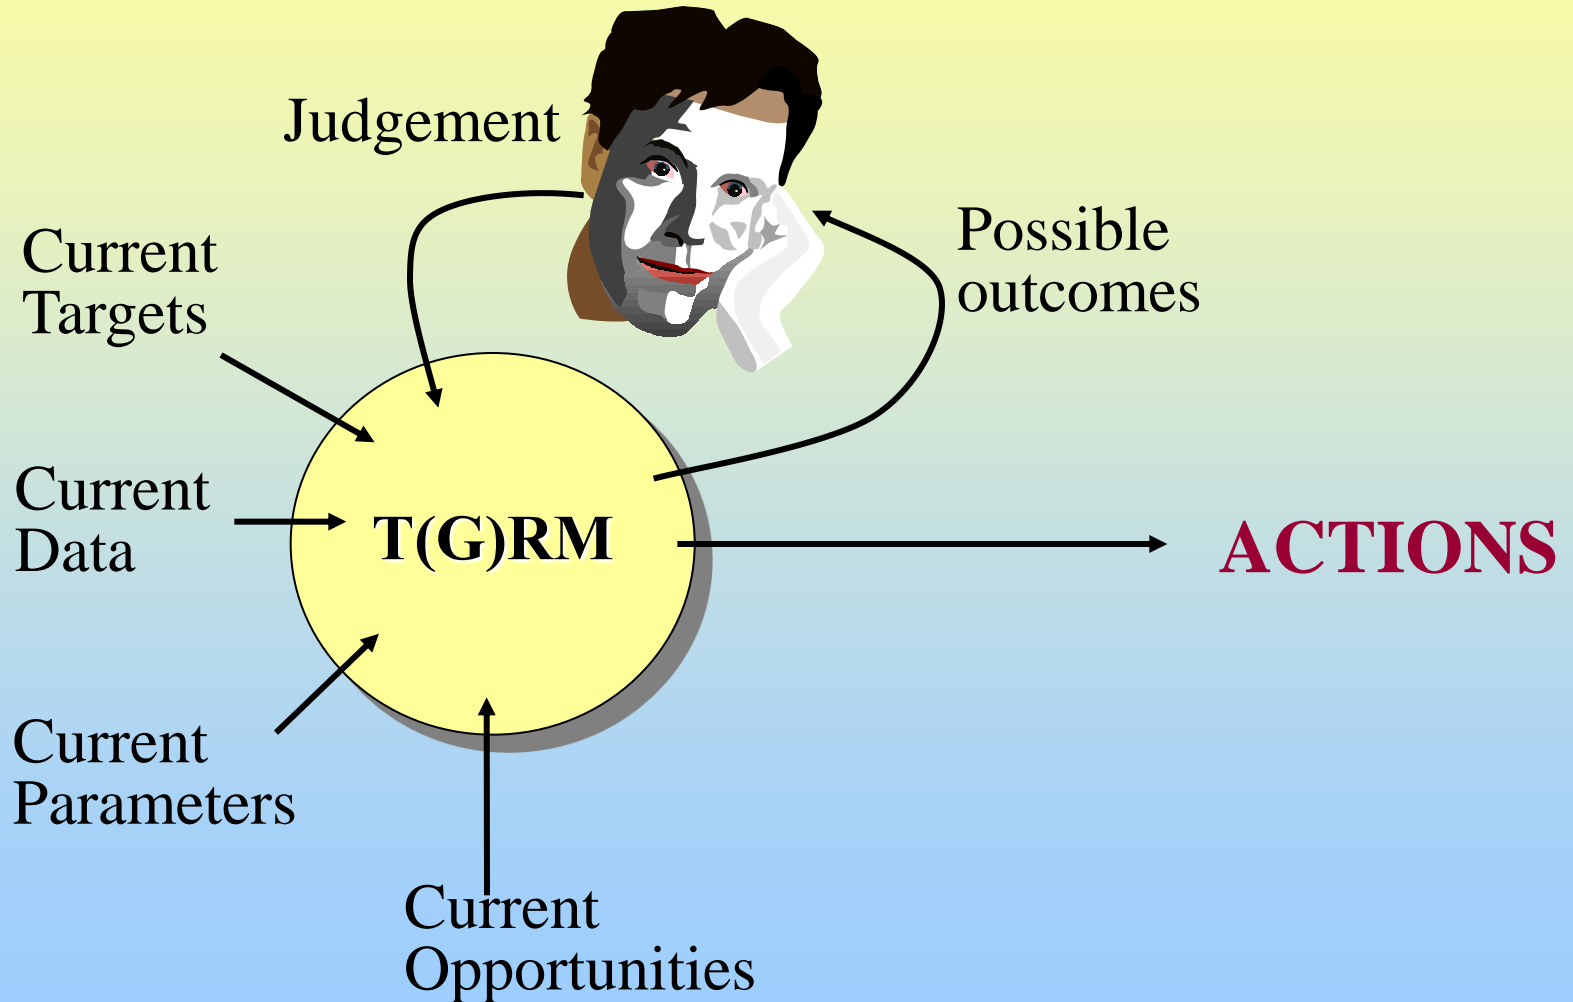 Judgement
Possible
outcomes
Current
Targets
Current
Data
T(G)RM
ACTIONS
Current
Parameters
Current
Opportunities